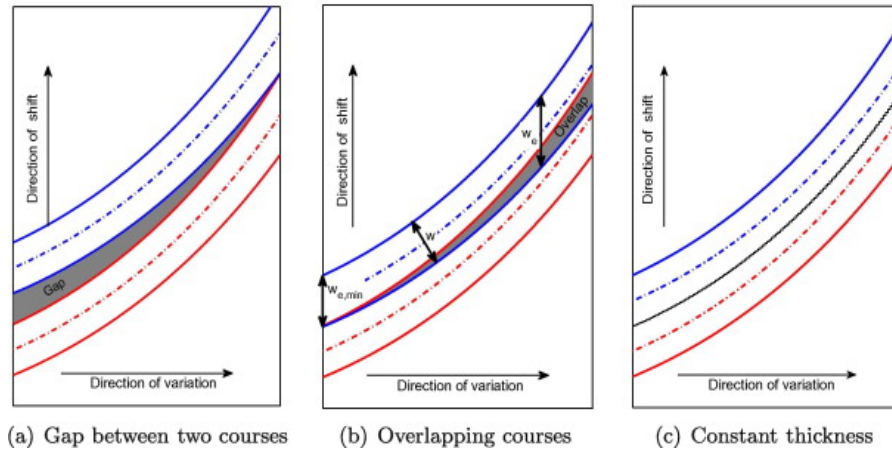 Direction of shift
Gap
Direction of variation
(a) Gap between two courses
Direction of shift
w_e
Overlap
w
w_e,min
Direction of variation
(b) Overlapping courses
Direction of shift
Direction of variation
(c) Constant thickness